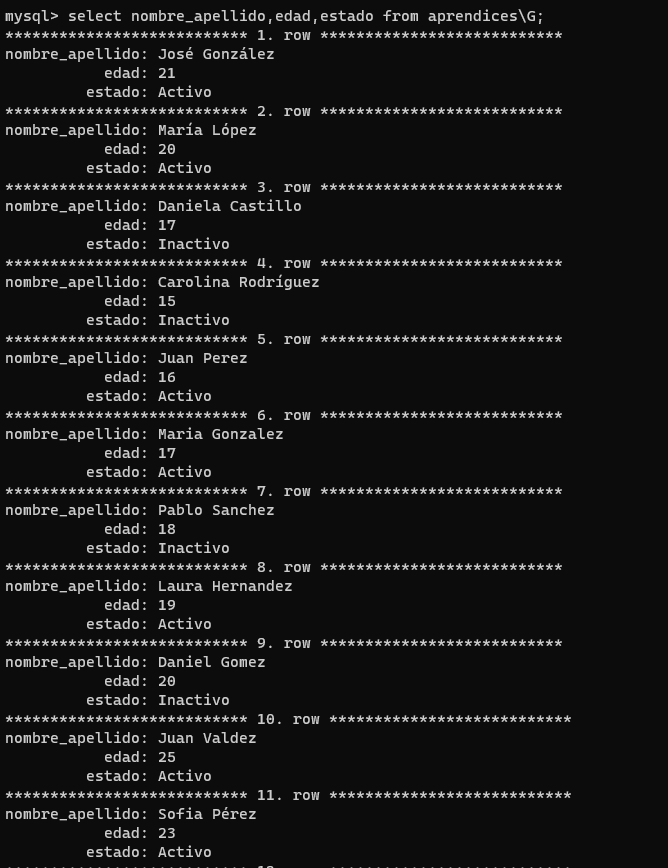 mysql> select nombre_apellido,edad,estado from aprendices\G;
*************************** 1. row ***************************
nombre_apellido: José González
edad: 21
estado: Activo
*************************** 2. row ***************************
nombre_apellido: María López
edad: 20
estado: Activo
*************************** 3. row ***************************
nombre_apellido: Daniela Castillo
edad: 17
estado: Inactivo
*************************** 4. row ***************************
nombre_apellido: Carolina Rodríguez
edad: 15
estado: Inactivo
*************************** 5. row ***************************
nombre_apellido: Juan Perez
edad: 16
estado: Activo
*************************** 6. row ***************************
nombre_apellido: Maria Gonzalez
edad: 17
estado: Activo
*************************** 7. row ***************************
nombre_apellido: Pablo Sanchez
edad: 18
estado: Inactivo
*************************** 8. row ***************************
nombre_apellido: Laura Hernandez
edad: 19
estado: Activo
*************************** 9. row ***************************
nombre_apellido: Daniel Gomez
edad: 20
estado: Inactivo
*************************** 10. row ***************************
nombre_apellido: Juan Valdez
edad: 25
estado: Activo
*************************** 11. row ***************************
nombre_apellido: Sofia Pérez
edad: 23
estado: Activo